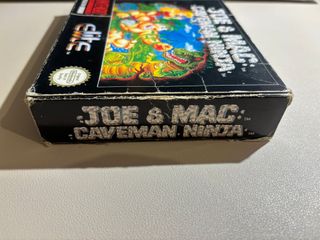 JOE & MAC:
CAVEMAN NINJA
elite
JOE & MAC
CAVEMAN NINJA